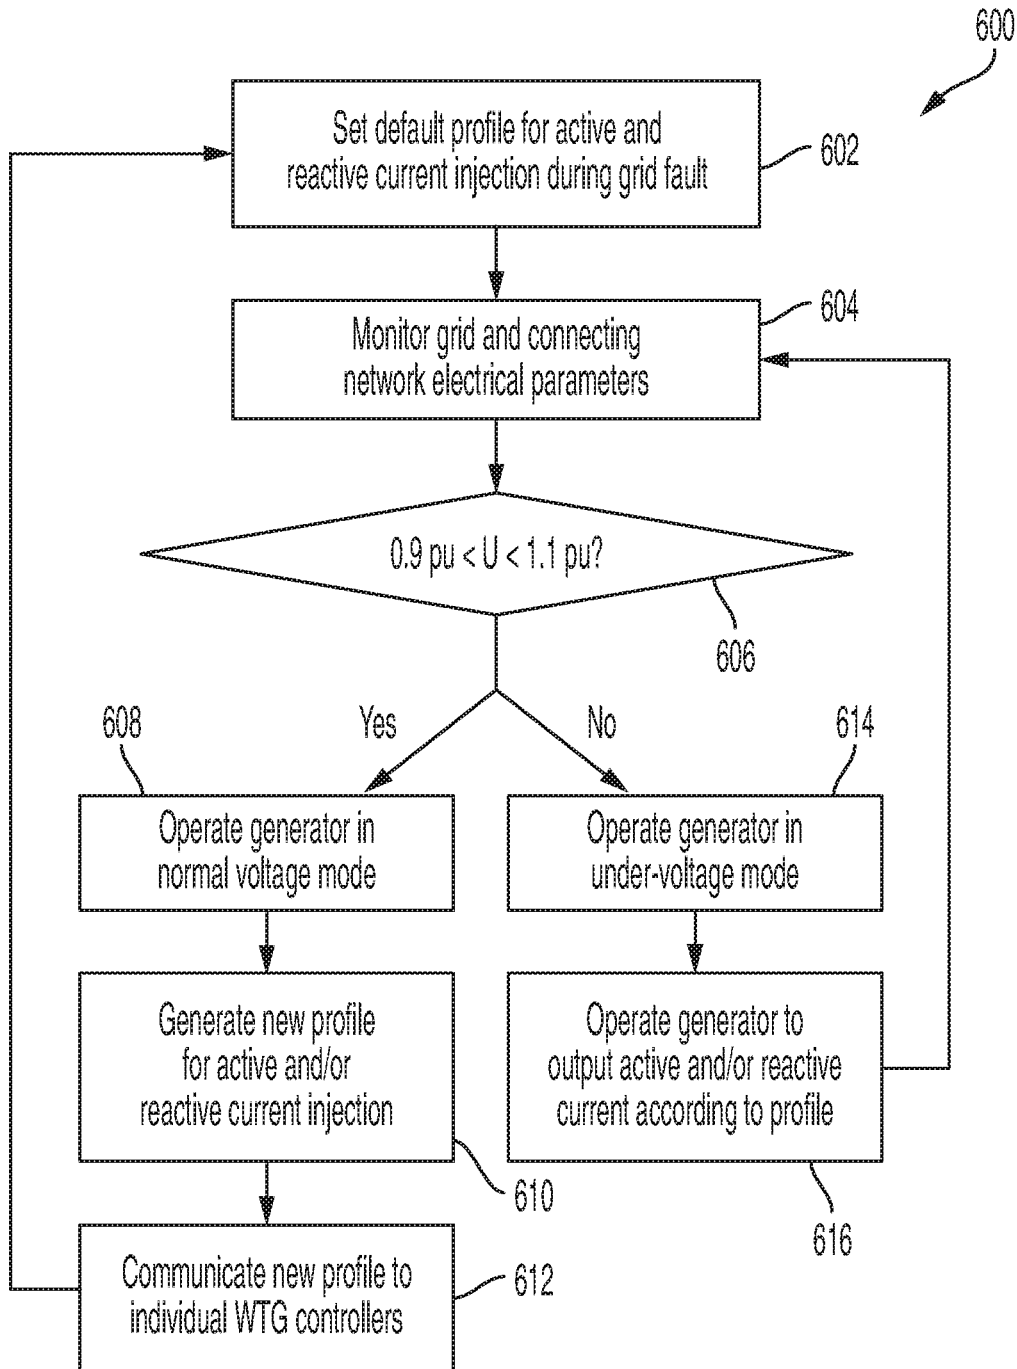 600
Set default profile for active and
reactive current injection during grid fault
602
604
Monitor grid and connecting
network electrical parameters
0.9 pu < U < 1.1 pu?
606
608
Yes
No
614
Operate generator in
normal voltage mode
Operate generator in
under-voltage mode
Generate new profile
for active and/or
reactive current injection
610
Operate generator to
output active and/or reactive
current according to profile
616
Communicate new profile to
individual WTG controllers
612